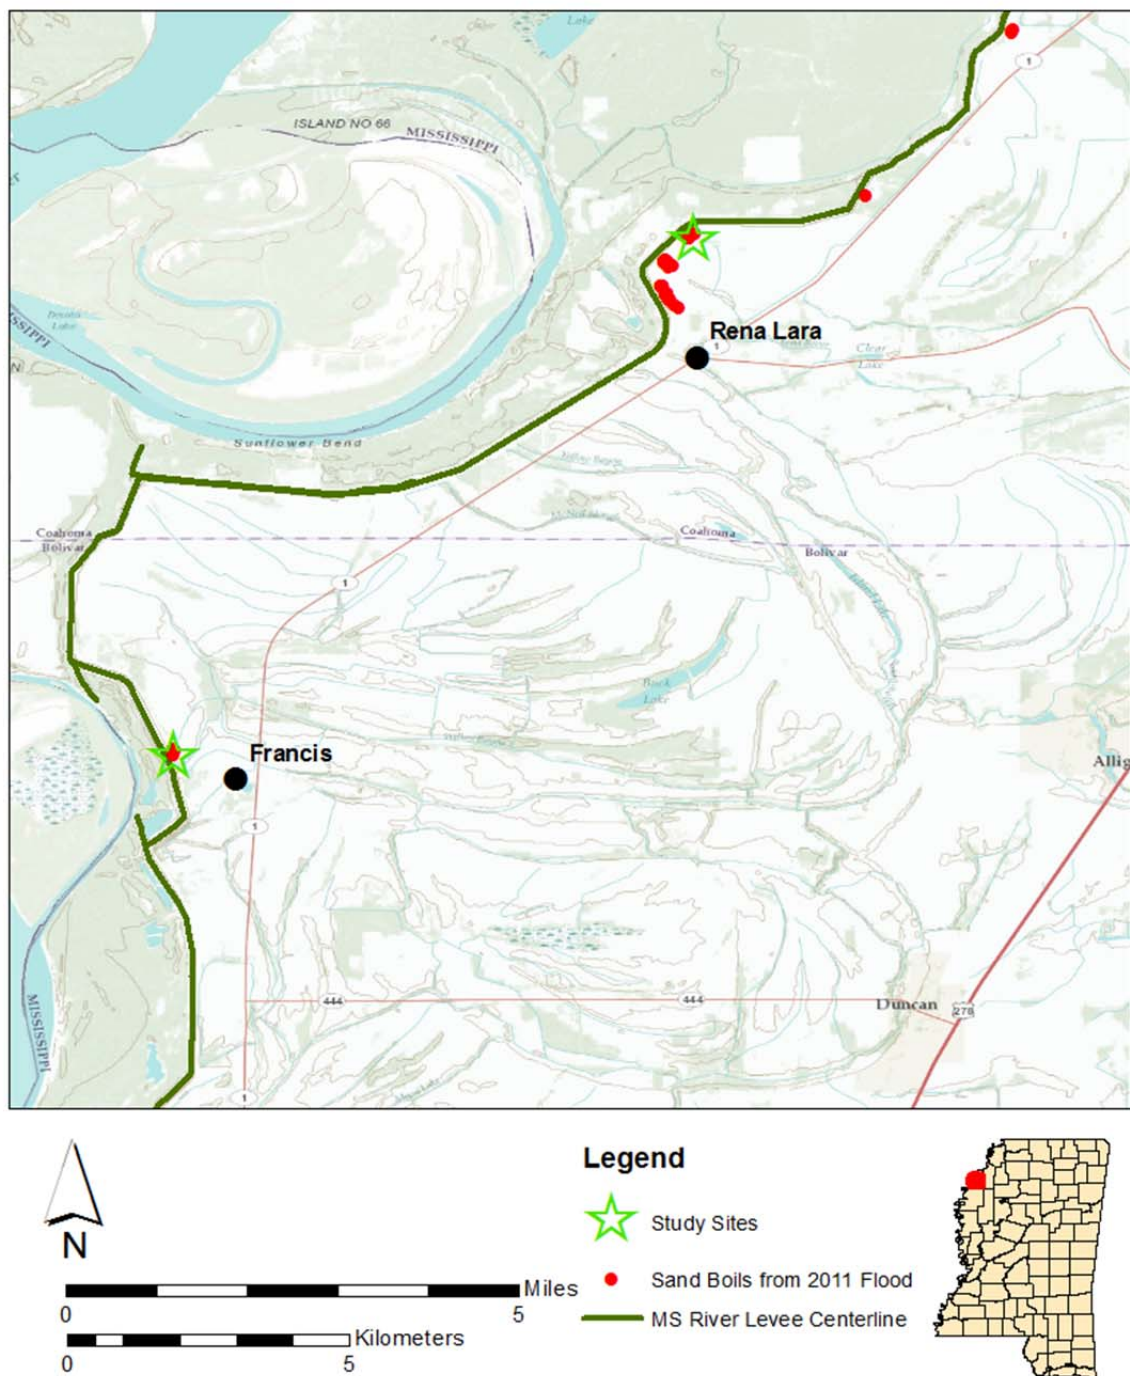 Lake
1
ISLAND NO 66
MISSISSIPPI
Rena Lara
1
Clear
Lake
Sunflower Bend
Coahoma
Bolivar
Coahoma
Bolivar
1
Buck
Lake
Francis
Allig
1
MISSISSIPPI
444
444
Duncan
278
1
Legend
N
Study Sites
Sand Boils from 2011 Flood
MS River Levee Centerline
Miles
0 5
Kilometers
0 5